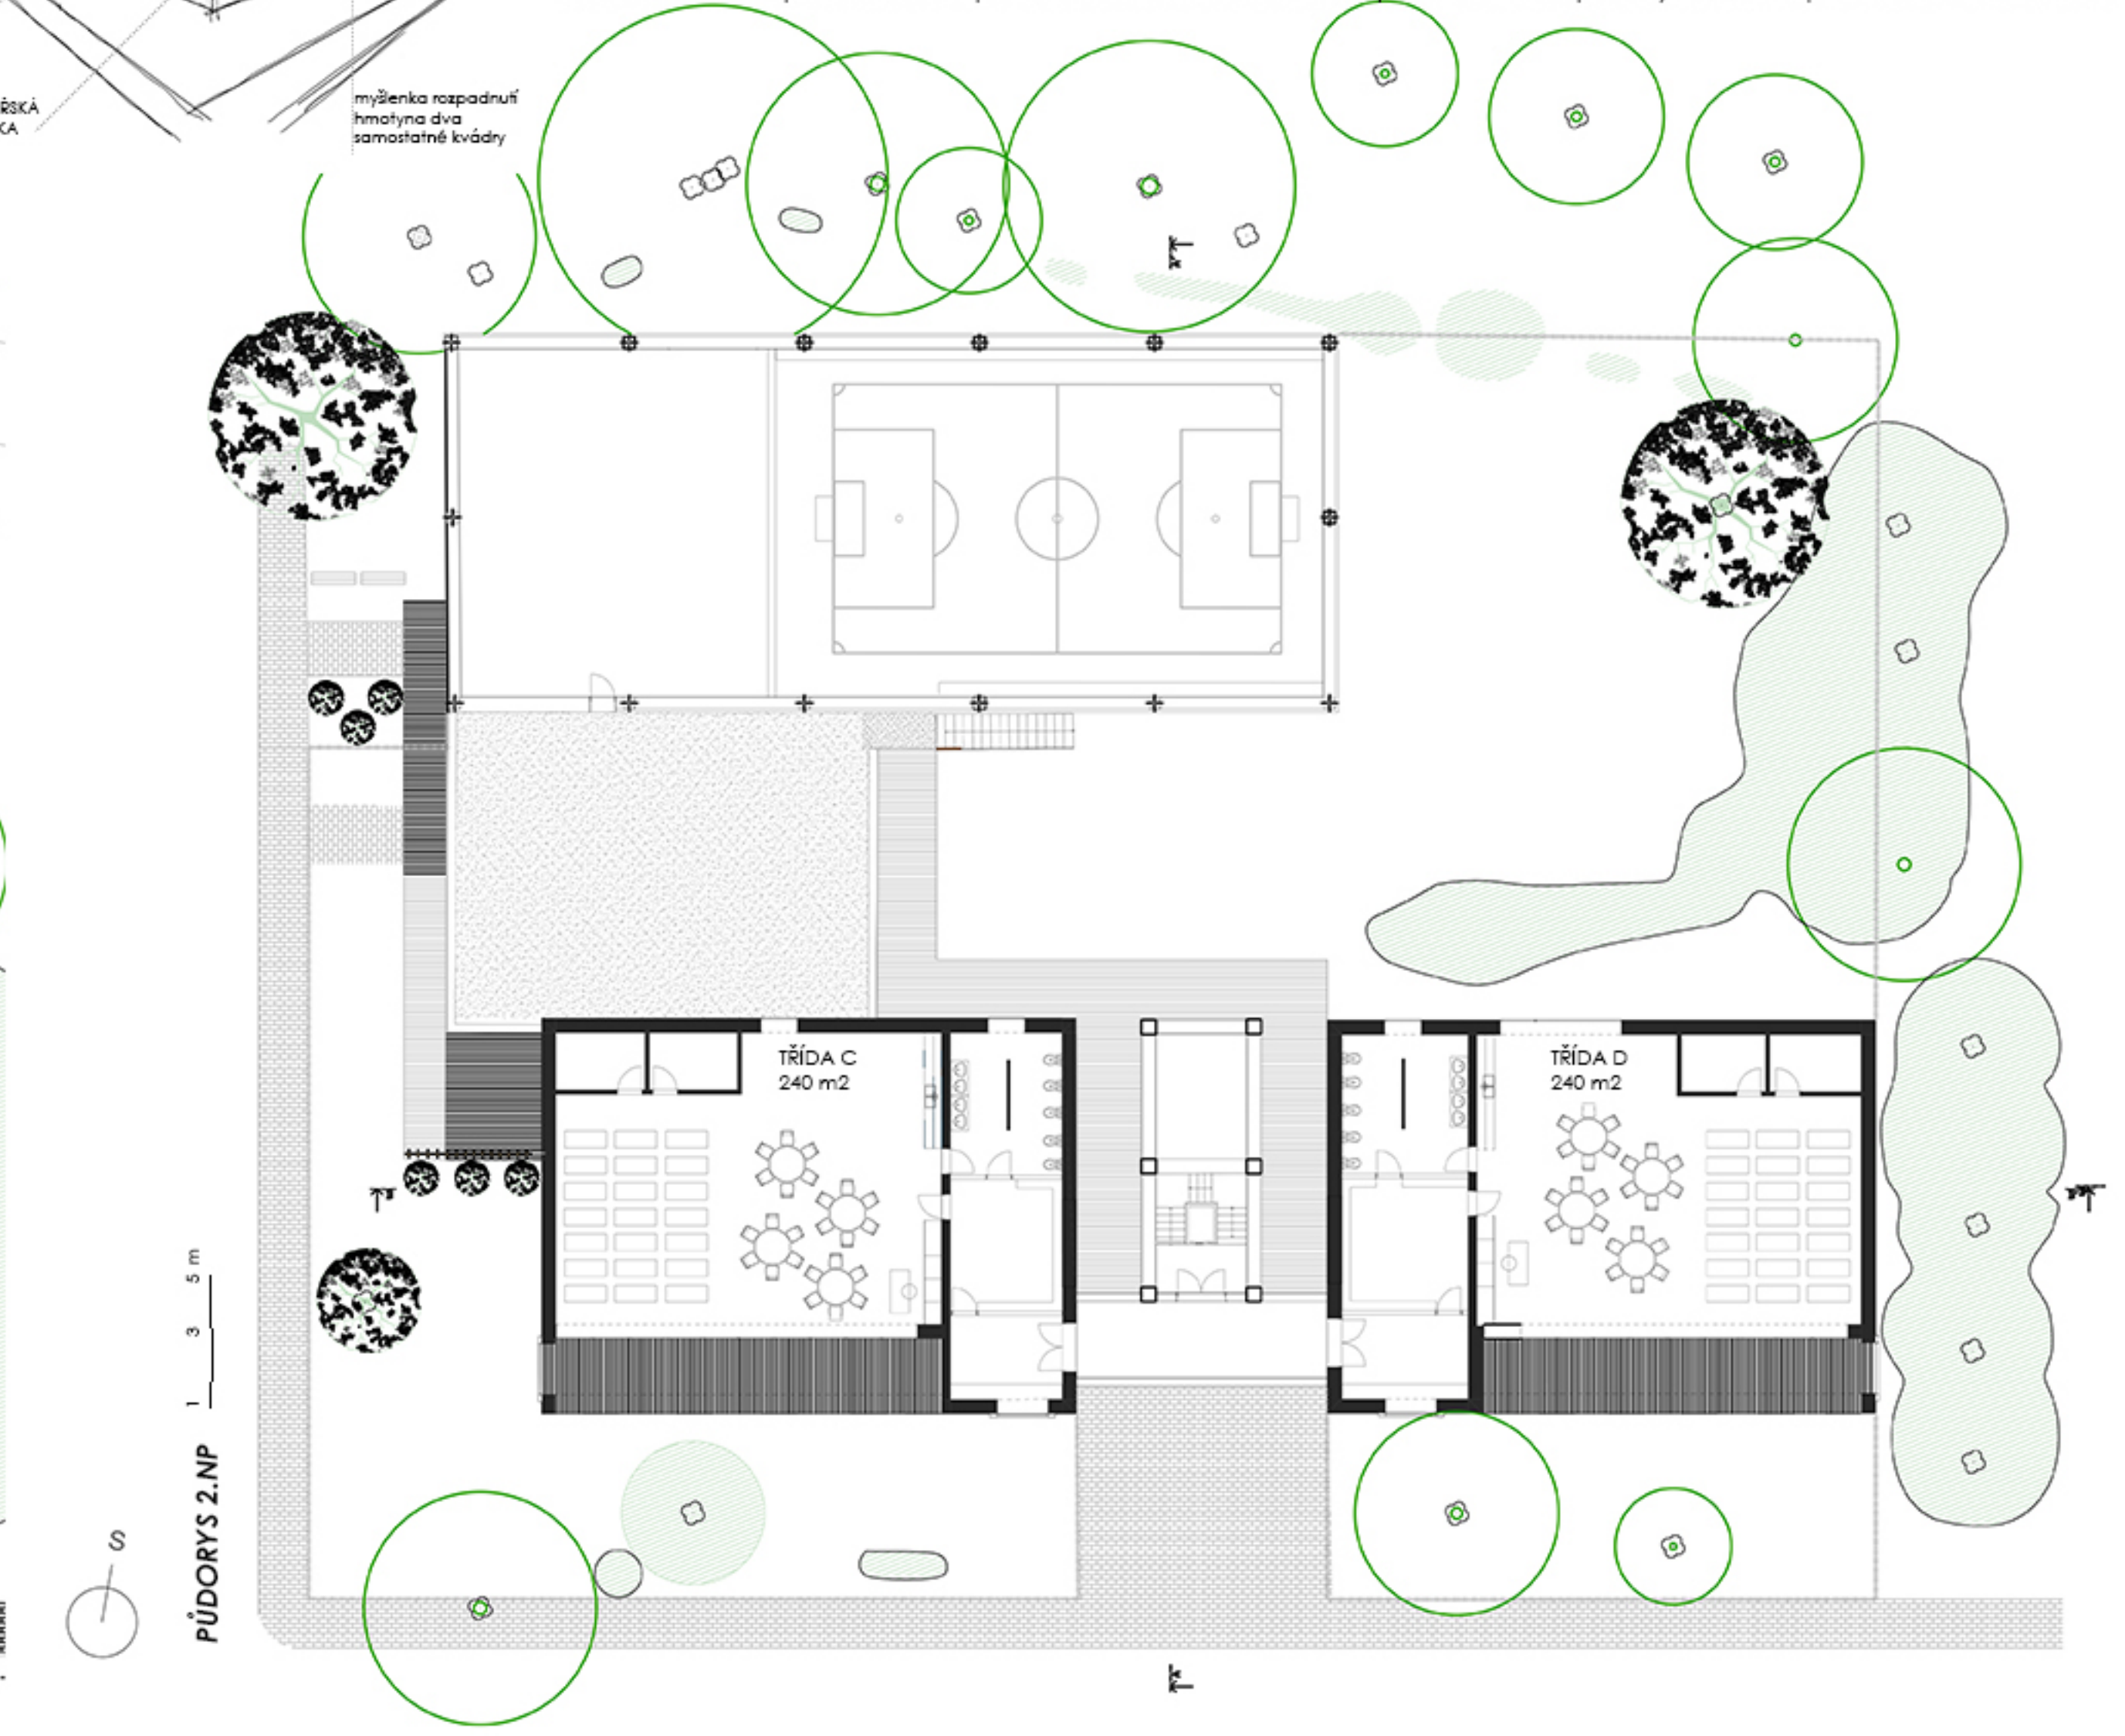 ŘSKÁ
KA
myšlenka rozpadnutí
hmotyna dva
samostatné kvádry
TŘÍDA C
240 m2
TŘÍDA D
240 m2
1 3 5 m
PŮDORYS 2.NP
S